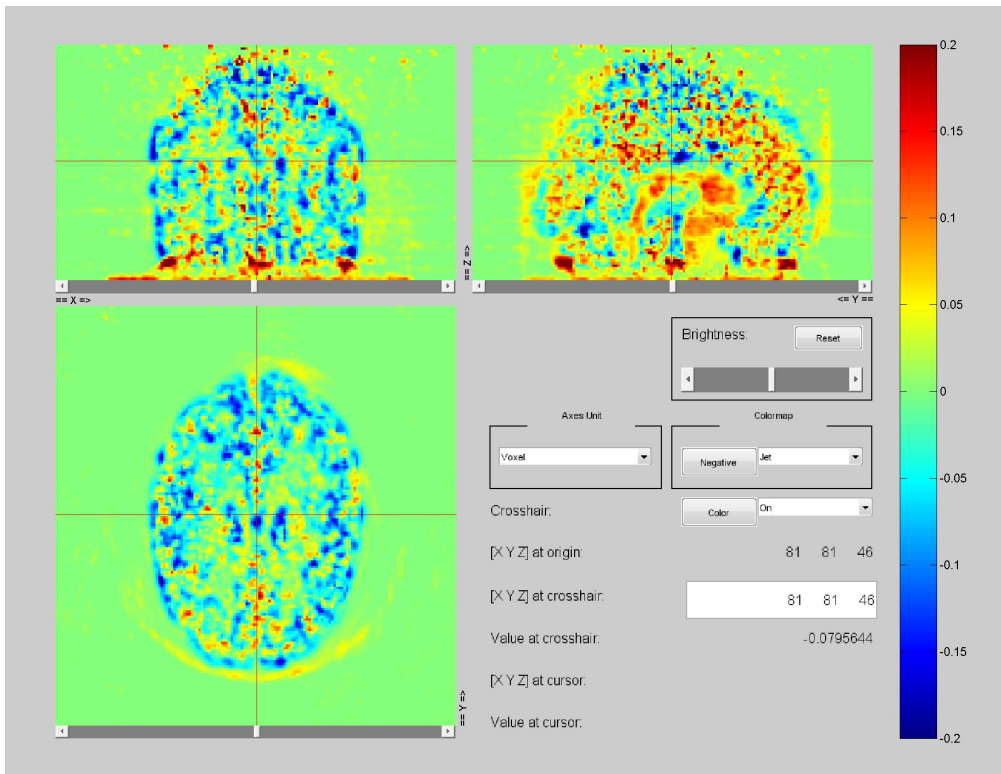 0.2
0.15
0.1
0.05
0
-0.05
-0.1
-0.15
-0.2
== Z =>
== X =>
<= Y ==
Brightness:
Reset
Axes Unit
Colormap
Voxel
Negative
Jet
Crosshair:
Color
On
[X Y Z] at origin:
81 81 46
[X Y Z] at crosshair:
81 81 46
Value at crosshair:
-0.0795644
[X Y Z] at cursor:
== Y =>
Value at cursor: